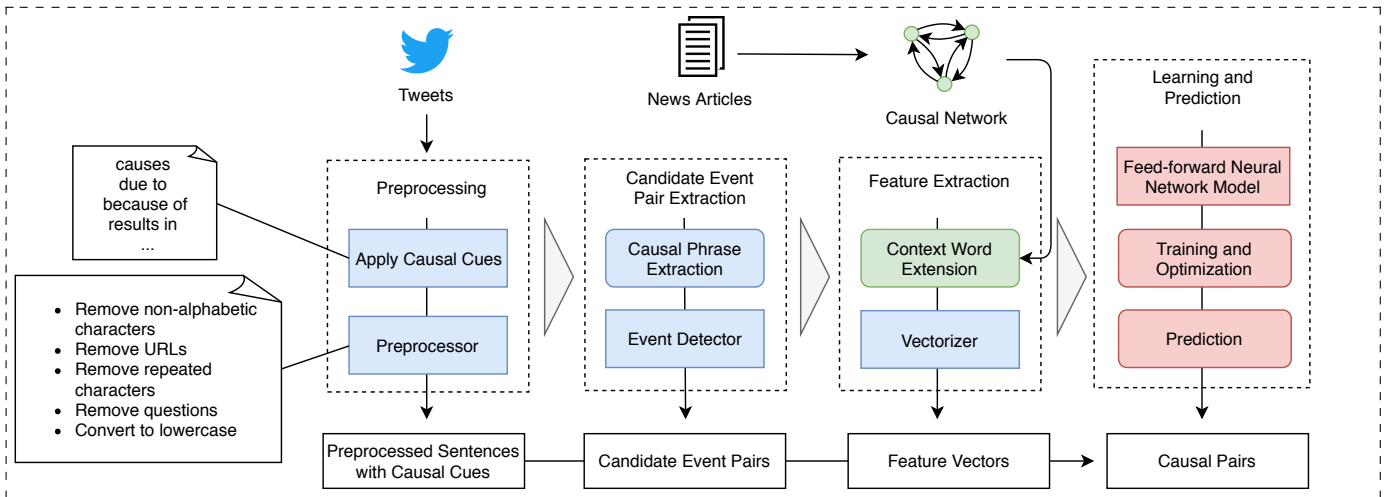 Tweets
News Articles
Causal Network
causes
due to
because of
results in
...
• Remove non-alphabetic
characters
• Remove URLs
• Remove repeated
characters
• Remove questions
• Convert to lowercase
Preprocessing
Apply Causal Cues
Preprocessor
Preprocessed Sentences
with Causal Cues
Candidate Event
Pair Extraction
Causal Phrase
Extraction
Event Detector
Candidate Event Pairs
Feature Extraction
Context Word
Extension
Vectorizer
Feature Vectors
Learning and
Prediction
Feed-forward Neural
Network Model
Training and
Optimization
Prediction
Causal Pairs